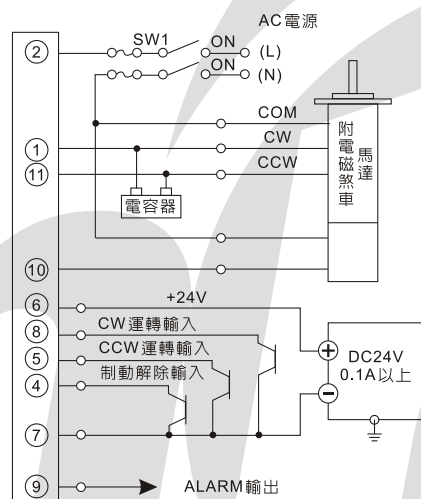 AC電源
② SW1 ON (L)
ON (N)
COM
① CW
⑪ CCW
電容器
附電磁煞車
馬達
⑩
⑥ +24V
⑧ CW運轉輸入
⑤ CCW運轉輸入
④ 制動解除輸入
+
DC24V
0.1A以上
−
⑦
⑨ ALARM輸出